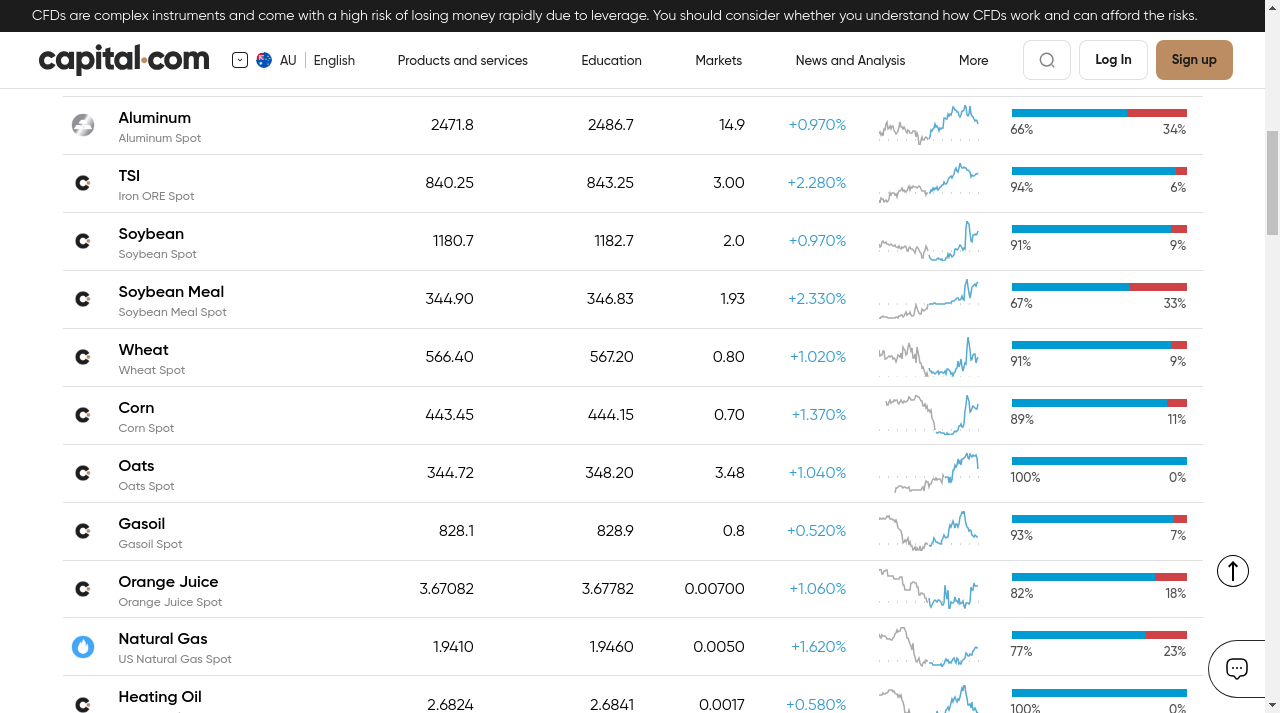 CFDs are complex instruments and come with a high risk of losing money rapidly due to leverage. You should consider whether you understand how CFDs work and can afford the risks.
capital.com AU English Products and services Education Markets News and Analysis More Log In Sign up
Aluminum 2471.8 2486.7 14.9 +0.970%
Aluminum Spot 66% 34%
TSI 840.25 843.25 3.00 +2.280%
Iron ORE Spot 94% 6%
Soybean 1180.7 1182.7 2.0 +0.970%
Soybean Spot 91% 9%
Soybean Meal 344.90 346.83 1.93 +2.330%
Soybean Meal Spot 67% 33%
Wheat 566.40 567.20 0.80 +1.020%
Wheat Spot 91% 9%
Corn 443.45 444.15 0.70 +1.370%
Corn Spot 89% 11%
Oats 344.72 348.20 3.48 +1.040%
Oats Spot 100% 0%
Gasoil 828.1 828.9 0.8 +0.520%
Gasoil Spot 93% 7%
Orange Juice 3.67082 3.67782 0.00700 +1.060%
Orange Juice Spot 82% 18%
Natural Gas 1.9410 1.9460 0.0050 +1.620%
US Natural Gas Spot 77% 23%
Heating Oil 2.6824 2.6841 0.0017 +0.580%
100% 0%